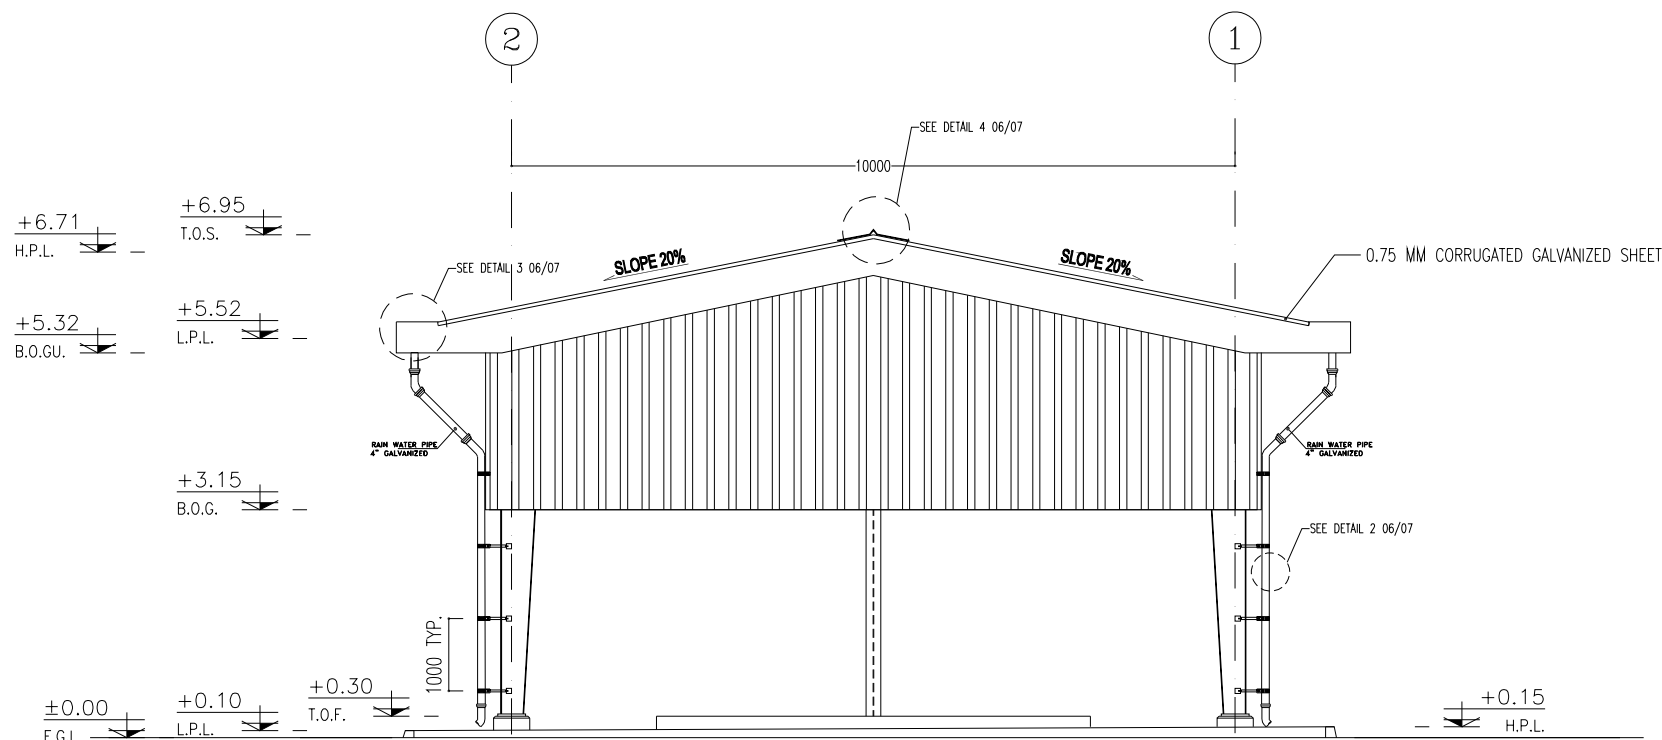 2
1
SEE DETAIL 4 06/07
10000
+6.71
H.P.L.
+6.95
T.O.S.
SEE DETAIL 3 06/07
SLOPE 20%
SLOPE 20%
0.75 MM CORRUGATED GALVANIZED SHEET
+5.32
B.O.GU.
+5.52
L.P.L.
RAIN WATER PIPE
4" GALVANIZED
RAIN WATER PIPE
4" GALVANIZED
+3.15
B.O.G.
SEE DETAIL 2 06/07
1000 TYP.
±0.00
F.G.L.
+0.10
L.P.L.
+0.30
T.O.F.
+0.15
H.P.L.